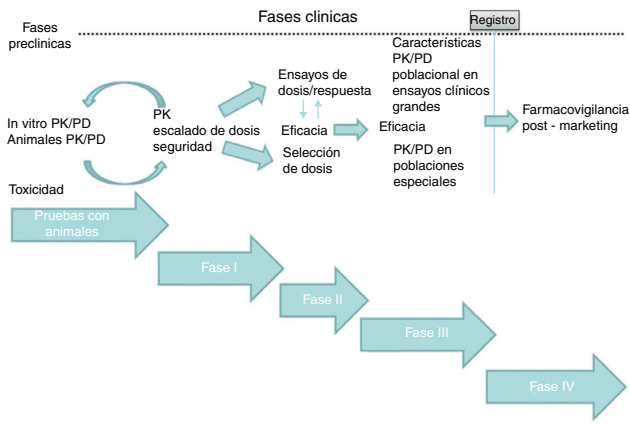 Fases
preclinicas
Fases clinicas
Registro
In vitro PK/PD
Animales PK/PD
Toxicidad
PK
escalado de dosis
seguridad
Ensayos de
dosis/respuesta
Eficacia
Selección
de dosis
Características
PK/PD
poblacional en
ensayos clínicos
grandes
Eficacia
PK/PD en
poblaciones
especiales
Farmacovigilancia
post - marketing
Pruebas con
animales
Fase I
Fase II
Fase III
Fase IV